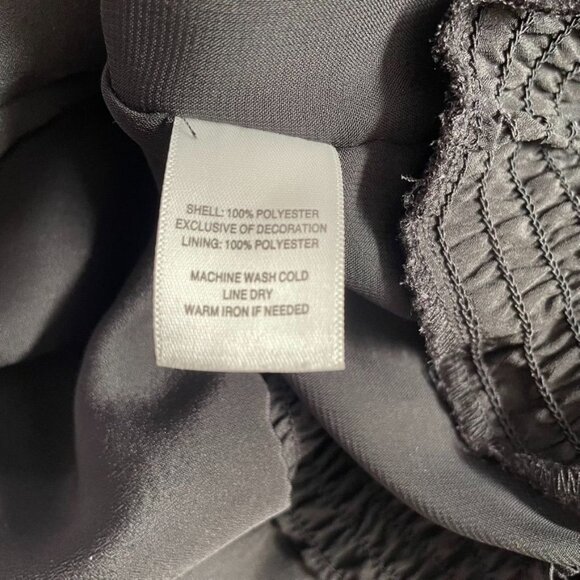 SHELL: 100% POLYESTER
EXCLUSIVE OF DECORATION
LINING: 100% POLYESTER
MACHINE WASH COLD
LINE DRY
WARM IRON IF NEEDED